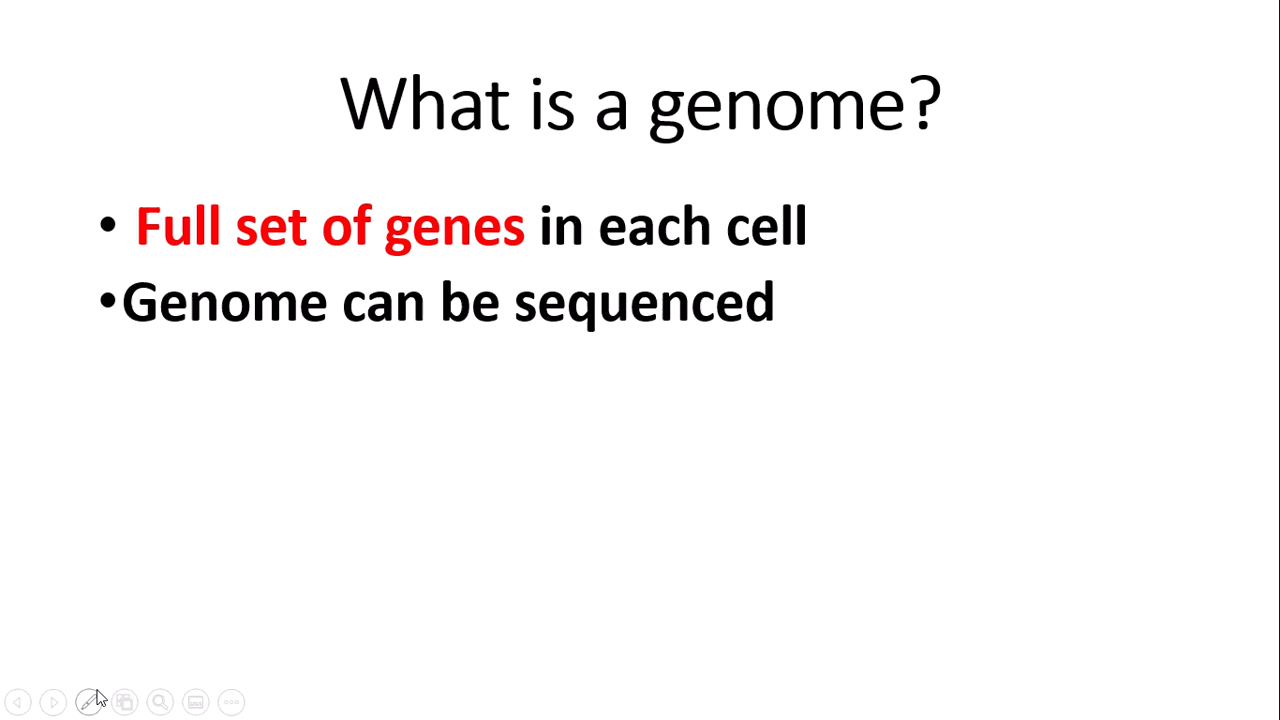 What is a genome?
• Full set of genes in each cell
•Genome can be sequenced